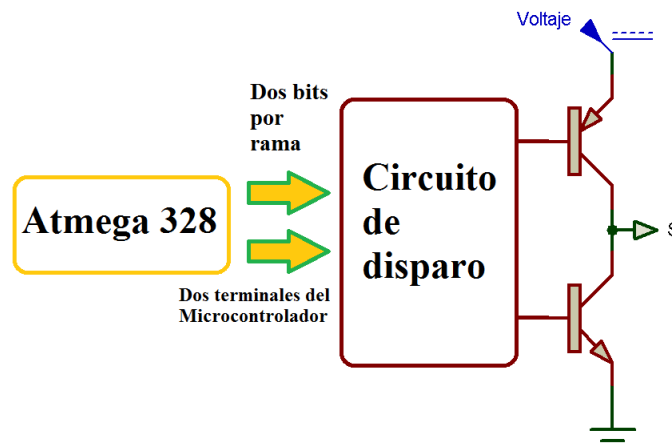 Voltaje
Dos bits
por
rama
Atmega 328
Circuito
de
disparo
Dos terminales del
Microcontrolador
S